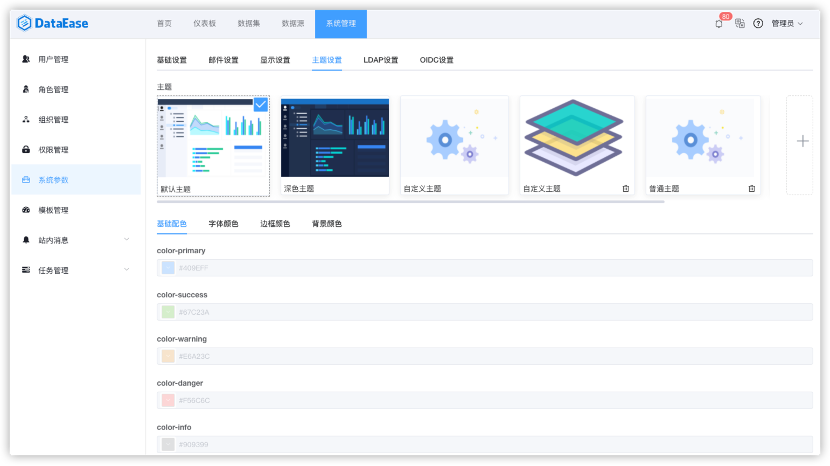 DataEase
首页 仪表板 数据集 数据源 系统管理
80
管理员
用户管理
角色管理
组织管理
权限管理
系统参数
模板管理
站内消息
任务管理
基础设置 邮件设置 显示设置 主题设置 LDAP设置 OIDC设置
主题
默认主题 深色主题 自定义主题 自定义主题 普通主题
基础配色 字体颜色 边框颜色 背景颜色
color-primary
#409EFF
color-success
#67C23A
color-warning
#E6A23C
color-danger
#F56C6C
color-info
#909399